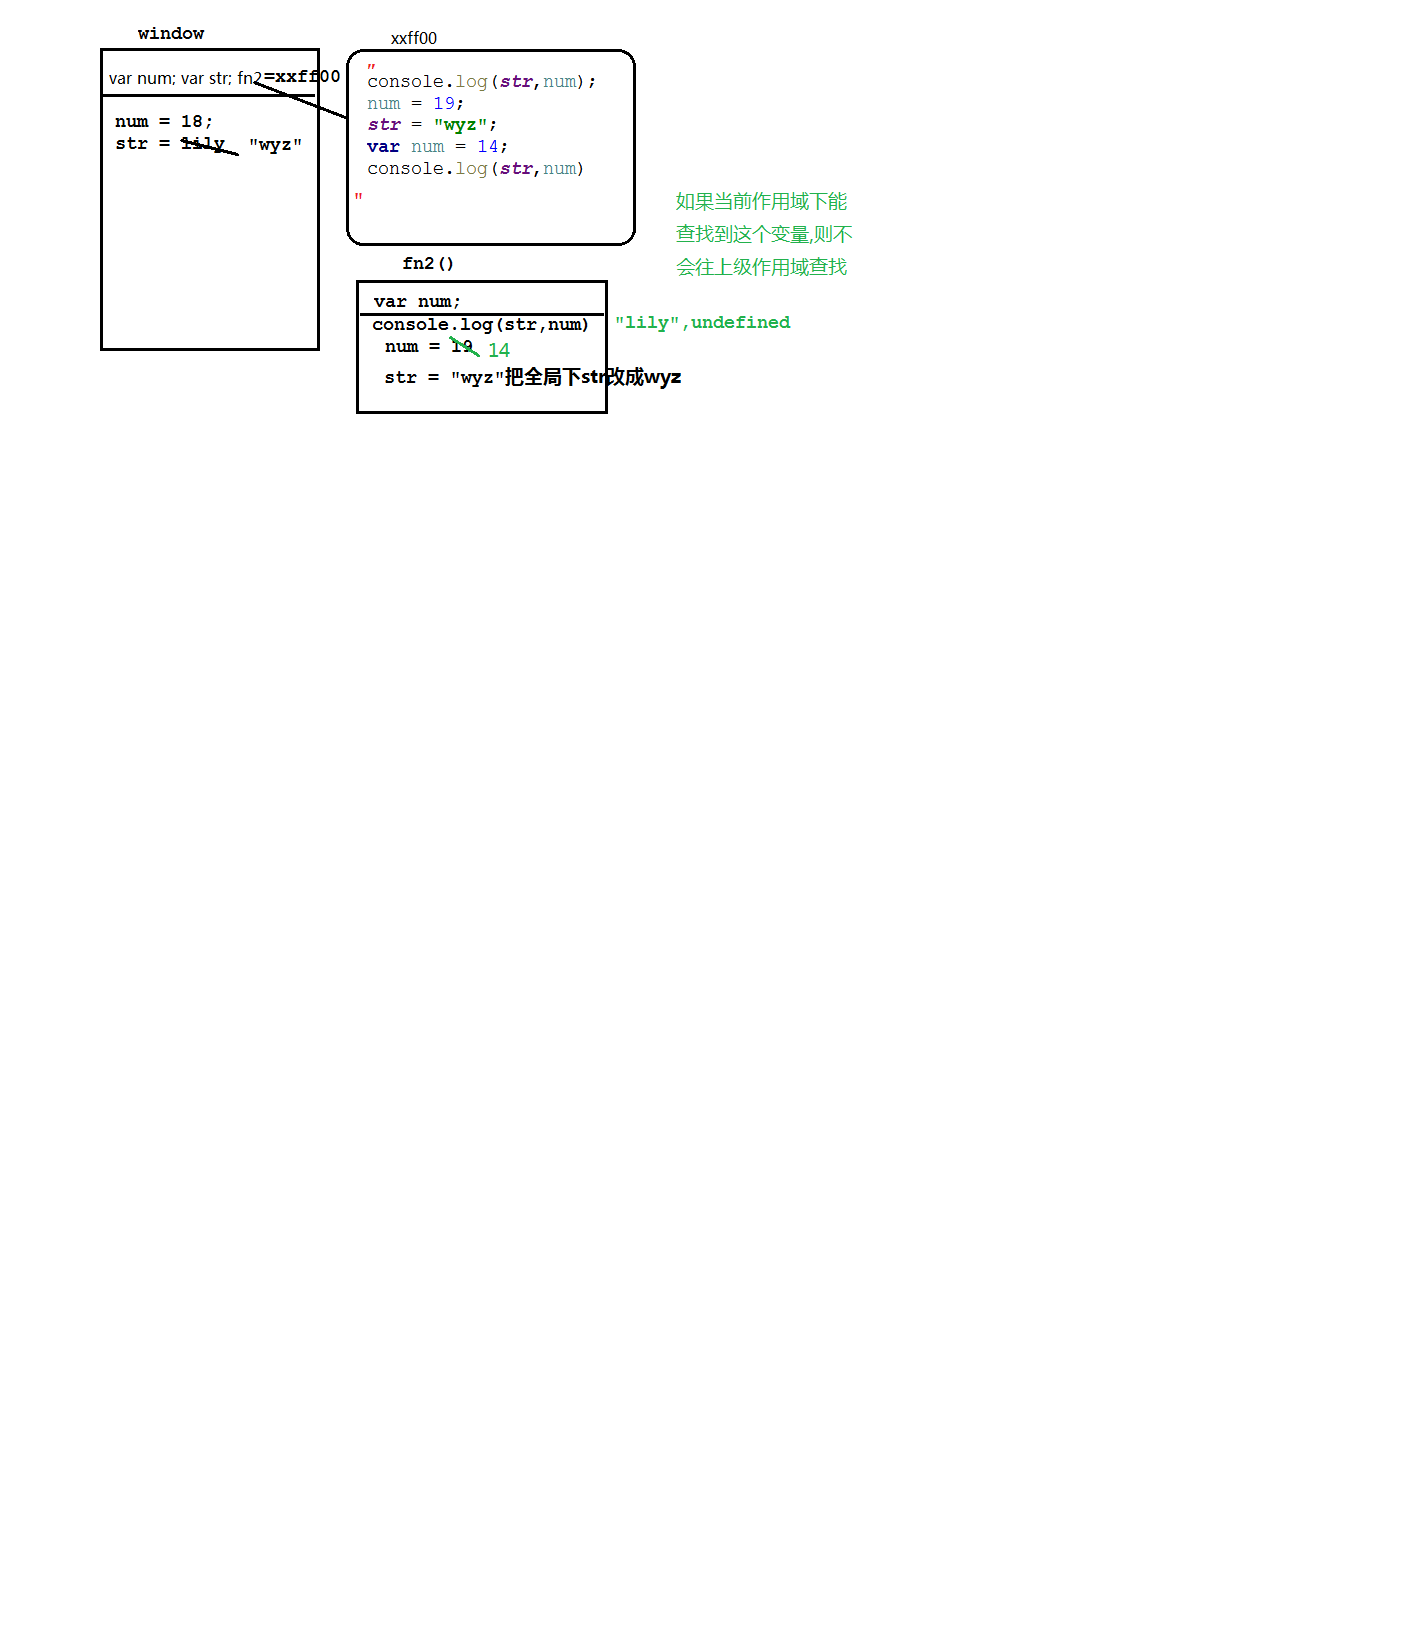 window
var num; var str; fn2=xxff00
num = 18;
str = lily "wyz"
xxff00
"
console.log(str,num);
num = 19;
str = "wyz";
var num = 14;
console.log(str,num)
"
如果当前作用域下能
查找到这个变量,则不
会往上级作用域查找
fn2()
var num;
console.log(str,num) "lily",undefined
num = 19 14
str = "wyz"把全局下str改成wyz